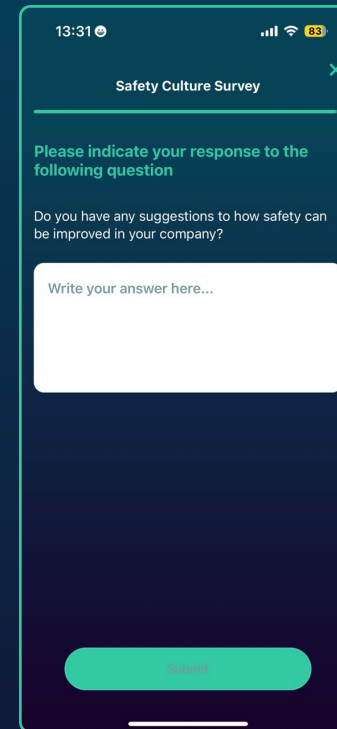 13:31
83
Safety Culture Survey
Please indicate your response to the
following question
Do you have any suggestions to how safety can
be improved in your company?
Write your answer here...
Submit